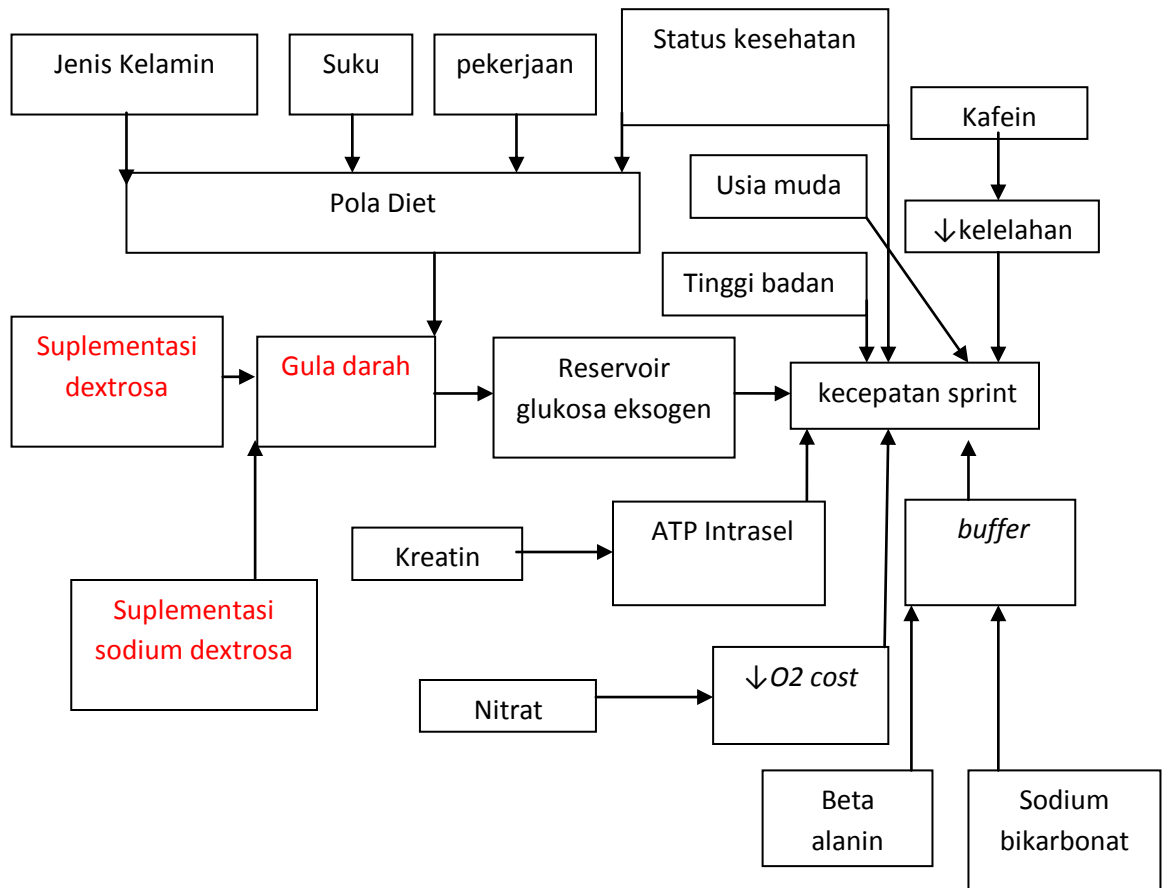 Jenis Kelamin
Suku
pekerjaan
Status kesehatan
Kafein
Usia muda
Pola Diet
↓kelelahan
Tinggi badan
Suplementasi
dextrosa
Gula darah
Reservoir
glukosa eksogen
kecepatan sprint
ATP Intrasel
buffer
Kreatin
Suplementasi
sodium dextrosa
↓O2 cost
Nitrat
Beta
alanin
Sodium
bikarbonat